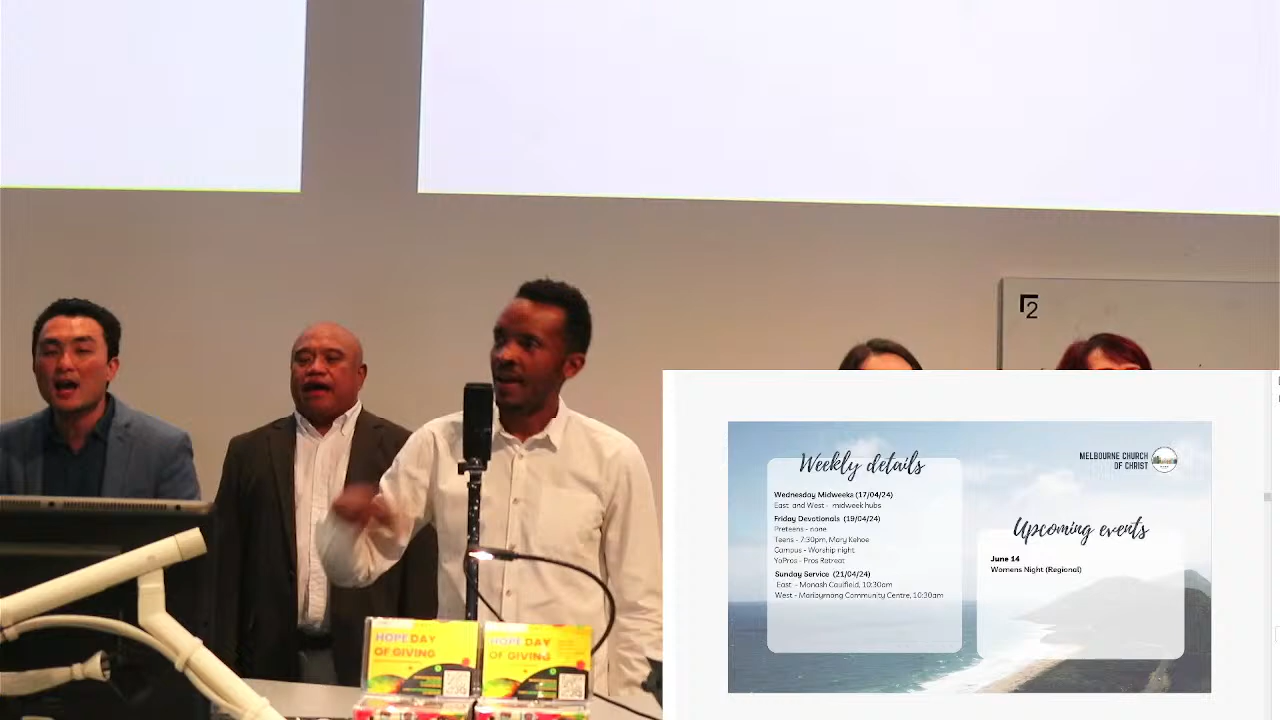 2
Weekly details
Wednesday Midweeks (17/04/24)
East and West - midweek hubs
Friday Devotionals (19/04/24)
Preteens - none
Teens - 7:30pm, Mary Kehoe
Campus - Worship night
YoPros - Pros Retreat
Sunday Service (21/04/24)
East - Monash Caulfield, 10:30am
West - Maribyrnong Community Centre, 10:30am
MELBOURNE CHURCH
OF CHRIST
Upcoming events
June 14
Womens Night (Regional)
HOPE DAY
OF GIVING
HOPE DAY
OF GIVING